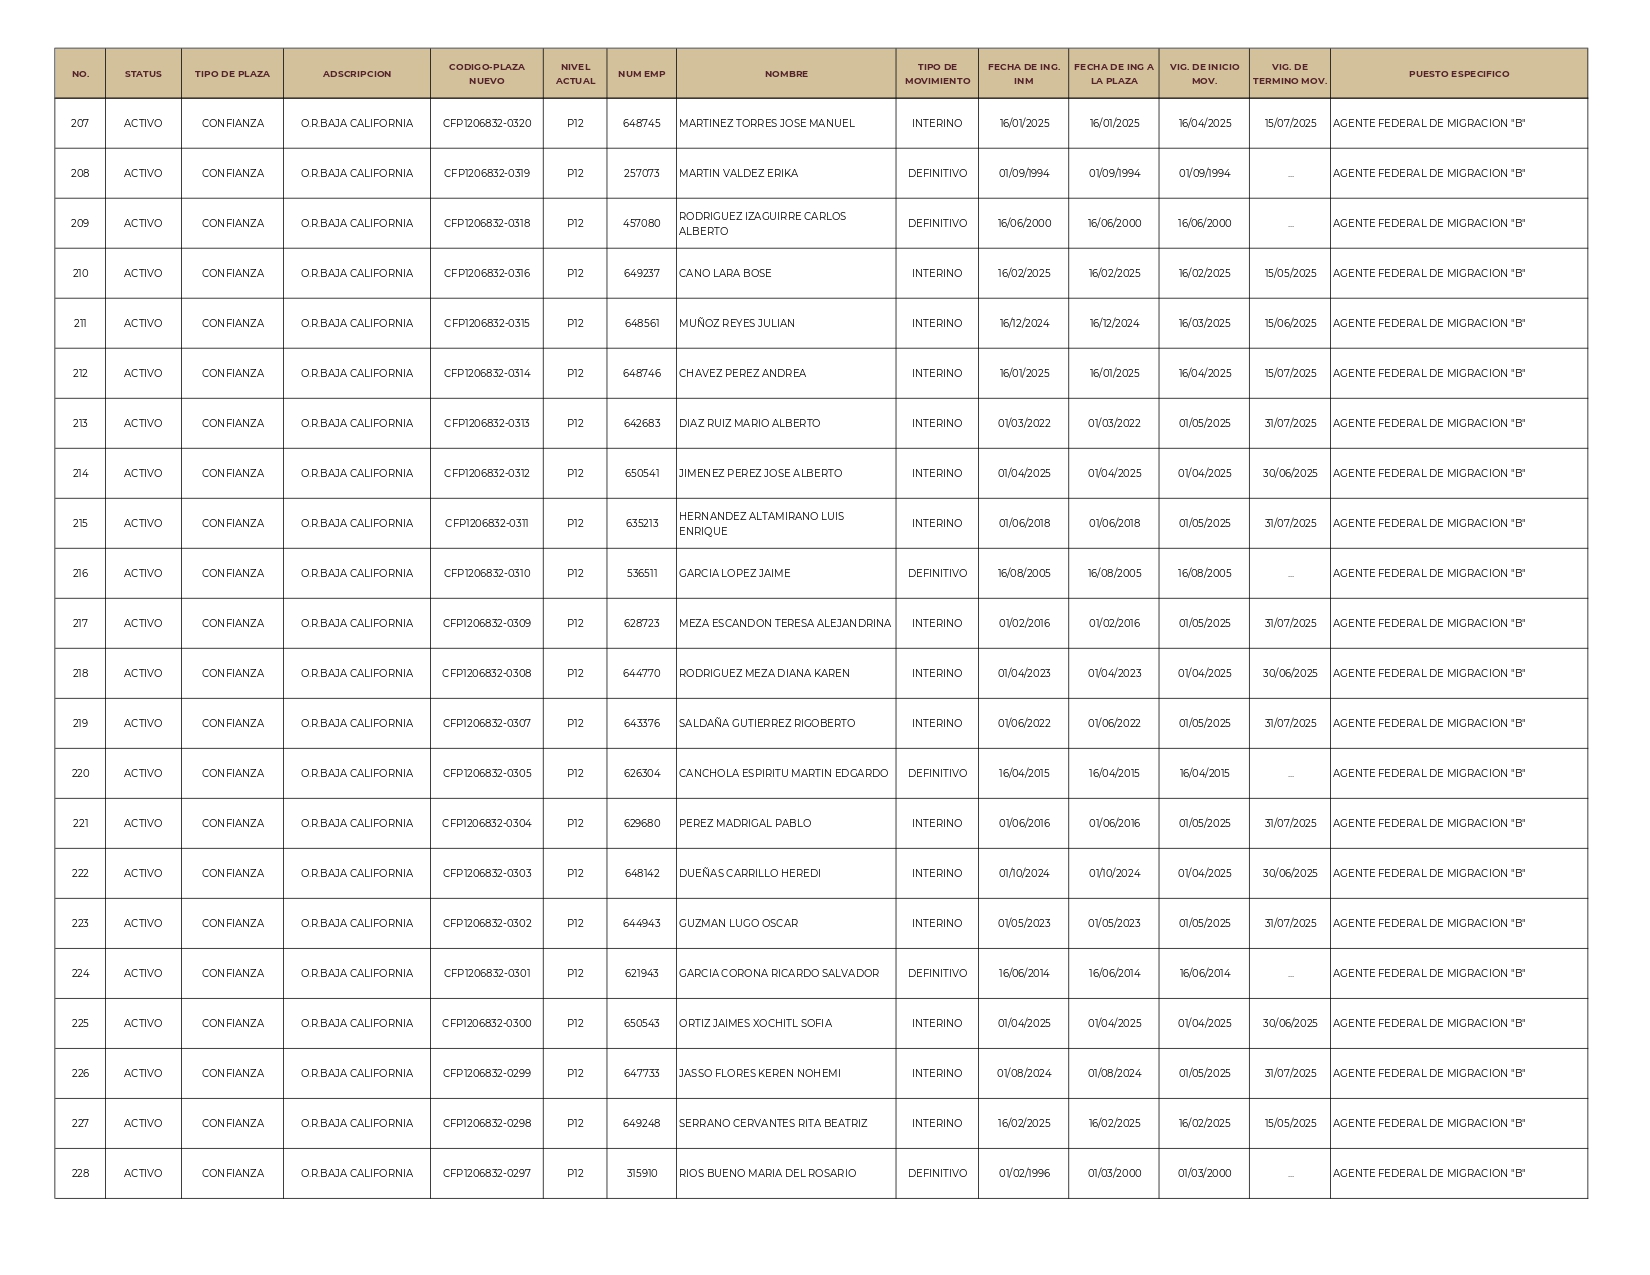 NO. STATUS TIPO DE PLAZA ADSCRIPCION CODIGO-PLAZA NUEVO NIVEL ACTUAL NUM EMP NOMBRE TIPO DE MOVIMIENTO FECHA DE ING. INM FECHA DE ING A LA PLAZA VIG. DE INICIO MOV. VIG. DE TERMINO MOV. PUESTO ESPECIFICO
207 ACTIVO CONFIANZA O.R.BAJA CALIFORNIA CFP1206832-0320 P12 648745 MARTINEZ TORRES JOSE MANUEL INTERINO 16/01/2025 16/01/2025 16/04/2025 15/07/2025 AGENTE FEDERAL DE MIGRACION "B"
208 ACTIVO CONFIANZA O.R.BAJA CALIFORNIA CFP1206832-0319 P12 257073 MARTIN VALDEZ ERIKA DEFINITIVO 01/09/1994 01/09/1994 01/09/1994 ... AGENTE FEDERAL DE MIGRACION "B"
209 ACTIVO CONFIANZA O.R.BAJA CALIFORNIA CFP1206832-0318 P12 457080 RODRIGUEZ IZAGUIRRE CARLOS ALBERTO DEFINITIVO 16/06/2000 16/06/2000 16/06/2000 ... AGENTE FEDERAL DE MIGRACION "B"
210 ACTIVO CONFIANZA O.R.BAJA CALIFORNIA CFP1206832-0316 P12 649237 CANO LARA BOSE INTERINO 16/02/2025 16/02/2025 16/02/2025 15/05/2025 AGENTE FEDERAL DE MIGRACION "B"
211 ACTIVO CONFIANZA O.R.BAJA CALIFORNIA CFP1206832-0315 P12 648561 MUÑOZ REYES JULIAN INTERINO 16/12/2024 16/12/2024 16/03/2025 15/06/2025 AGENTE FEDERAL DE MIGRACION "B"
212 ACTIVO CONFIANZA O.R.BAJA CALIFORNIA CFP1206832-0314 P12 648746 CHAVEZ PEREZ ANDREA INTERINO 16/01/2025 16/01/2025 16/04/2025 15/07/2025 AGENTE FEDERAL DE MIGRACION "B"
213 ACTIVO CONFIANZA O.R.BAJA CALIFORNIA CFP1206832-0313 P12 642683 DIAZ RUIZ MARIO ALBERTO INTERINO 01/03/2022 01/03/2022 01/05/2025 31/07/2025 AGENTE FEDERAL DE MIGRACION "B"
214 ACTIVO CONFIANZA O.R.BAJA CALIFORNIA CFP1206832-0312 P12 650541 JIMENEZ PEREZ JOSE ALBERTO INTERINO 01/04/2025 01/04/2025 01/04/2025 30/06/2025 AGENTE FEDERAL DE MIGRACION "B"
215 ACTIVO CONFIANZA O.R.BAJA CALIFORNIA CFP1206832-0311 P12 635213 HERNANDEZ ALTAMIRANO LUIS ENRIQUE INTERINO 01/06/2018 01/06/2018 01/05/2025 31/07/2025 AGENTE FEDERAL DE MIGRACION "B"
216 ACTIVO CONFIANZA O.R.BAJA CALIFORNIA CFP1206832-0310 P12 536511 GARCIA LOPEZ JAIME DEFINITIVO 16/08/2005 16/08/2005 16/08/2005 ... AGENTE FEDERAL DE MIGRACION "B"
217 ACTIVO CONFIANZA O.R.BAJA CALIFORNIA CFP1206832-0309 P12 628723 MEZA ESCANDON TERESA ALEJANDRINA INTERINO 01/02/2016 01/02/2016 01/05/2025 31/07/2025 AGENTE FEDERAL DE MIGRACION "B"
218 ACTIVO CONFIANZA O.R.BAJA CALIFORNIA CFP1206832-0308 P12 644770 RODRIGUEZ MEZA DIANA KAREN INTERINO 01/04/2023 01/04/2023 01/04/2025 30/06/2025 AGENTE FEDERAL DE MIGRACION "B"
219 ACTIVO CONFIANZA O.R.BAJA CALIFORNIA CFP1206832-0307 P12 643376 SALDAÑA GUTIERREZ RIGOBERTO INTERINO 01/06/2022 01/06/2022 01/05/2025 31/07/2025 AGENTE FEDERAL DE MIGRACION "B"
220 ACTIVO CONFIANZA O.R.BAJA CALIFORNIA CFP1206832-0305 P12 626304 CANCHOLA ESPIRITU MARTIN EDGARDO DEFINITIVO 16/04/2015 16/04/2015 16/04/2015 ... AGENTE FEDERAL DE MIGRACION "B"
221 ACTIVO CONFIANZA O.R.BAJA CALIFORNIA CFP1206832-0304 P12 629680 PEREZ MADRIGAL PABLO INTERINO 01/06/2016 01/06/2016 01/05/2025 31/07/2025 AGENTE FEDERAL DE MIGRACION "B"
222 ACTIVO CONFIANZA O.R.BAJA CALIFORNIA CFP1206832-0303 P12 648142 DUEÑAS CARRILLO HEREDI INTERINO 01/10/2024 01/10/2024 01/04/2025 30/06/2025 AGENTE FEDERAL DE MIGRACION "B"
223 ACTIVO CONFIANZA O.R.BAJA CALIFORNIA CFP1206832-0302 P12 644943 GUZMAN LUGO OSCAR INTERINO 01/05/2023 01/05/2023 01/05/2025 31/07/2025 AGENTE FEDERAL DE MIGRACION "B"
224 ACTIVO CONFIANZA O.R.BAJA CALIFORNIA CFP1206832-0301 P12 621943 GARCIA CORONA RICARDO SALVADOR DEFINITIVO 16/06/2014 16/06/2014 16/06/2014 ... AGENTE FEDERAL DE MIGRACION "B"
225 ACTIVO CONFIANZA O.R.BAJA CALIFORNIA CFP1206832-0300 P12 650543 ORTIZ JAIMES XOCHITL SOFIA INTERINO 01/04/2025 01/04/2025 01/04/2025 30/06/2025 AGENTE FEDERAL DE MIGRACION "B"
226 ACTIVO CONFIANZA O.R.BAJA CALIFORNIA CFP1206832-0299 P12 647733 JASSO FLORES KEREN NOHEMI INTERINO 01/08/2024 01/08/2024 01/05/2025 31/07/2025 AGENTE FEDERAL DE MIGRACION "B"
227 ACTIVO CONFIANZA O.R.BAJA CALIFORNIA CFP1206832-0298 P12 649248 SERRANO CERVANTES RITA BEATRIZ INTERINO 16/02/2025 16/02/2025 16/02/2025 15/05/2025 AGENTE FEDERAL DE MIGRACION "B"
228 ACTIVO CONFIANZA O.R.BAJA CALIFORNIA CFP1206832-0297 P12 315910 RIOS BUENO MARIA DEL ROSARIO DEFINITIVO 01/02/1996 01/03/2000 01/03/2000 ... AGENTE FEDERAL DE MIGRACION "B"